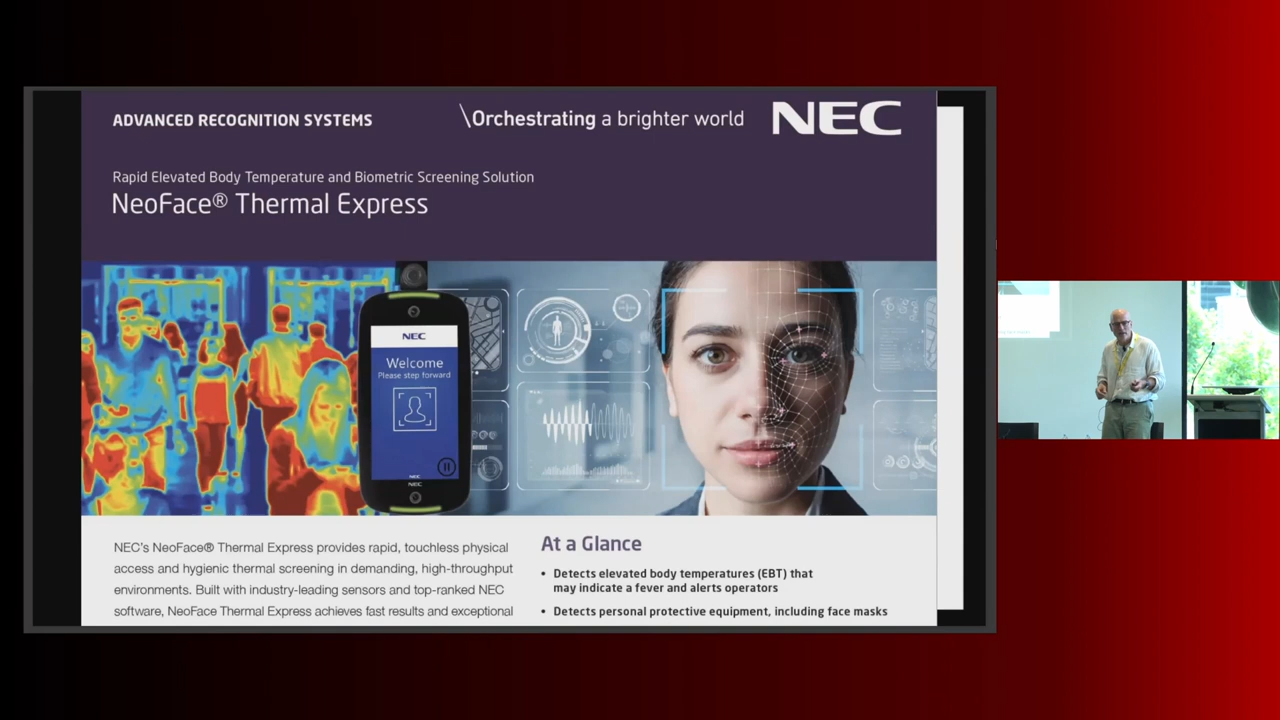 ADVANCED RECOGNITION SYSTEMS
\Orchestrating a brighter world
NEC
Rapid Elevated Body Temperature and Biometric Screening Solution
NeoFace® Thermal Express
NEC
Welcome
Please step forward
NEC
NEC
NEC's NeoFace® Thermal Express provides rapid, touchless physical
access and hygienic thermal screening in demanding, high-throughput
environments. Built with industry-leading sensors and top-ranked NEC
software, NeoFace Thermal Express achieves fast results and exceptional
At a Glance
• Detects elevated body temperatures (EBT) that
may indicate a fever and alerts operators
• Detects personal protective equipment, including face masks